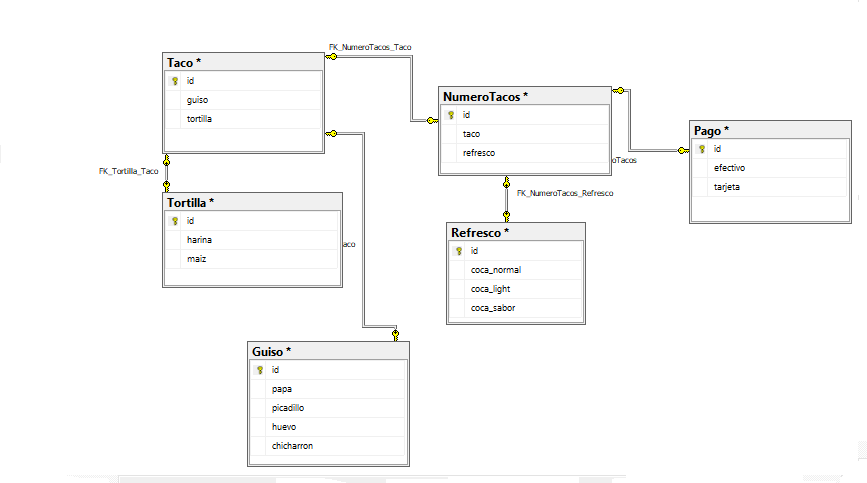 FK_NumeroTacos_Taco
Taco *
id
guiso
tortilla
NumeroTacos *
id
taco
refresco
Pago *
id
efectivo
tarjeta
oTacos
FK_Tortilla_Taco
Tortilla *
id
harina
maiz
aco
FK_NumeroTacos_Refresco
Refresco *
id
coca_normal
coca_light
coca_sabor
Guiso *
id
papa
picadillo
huevo
chicharron